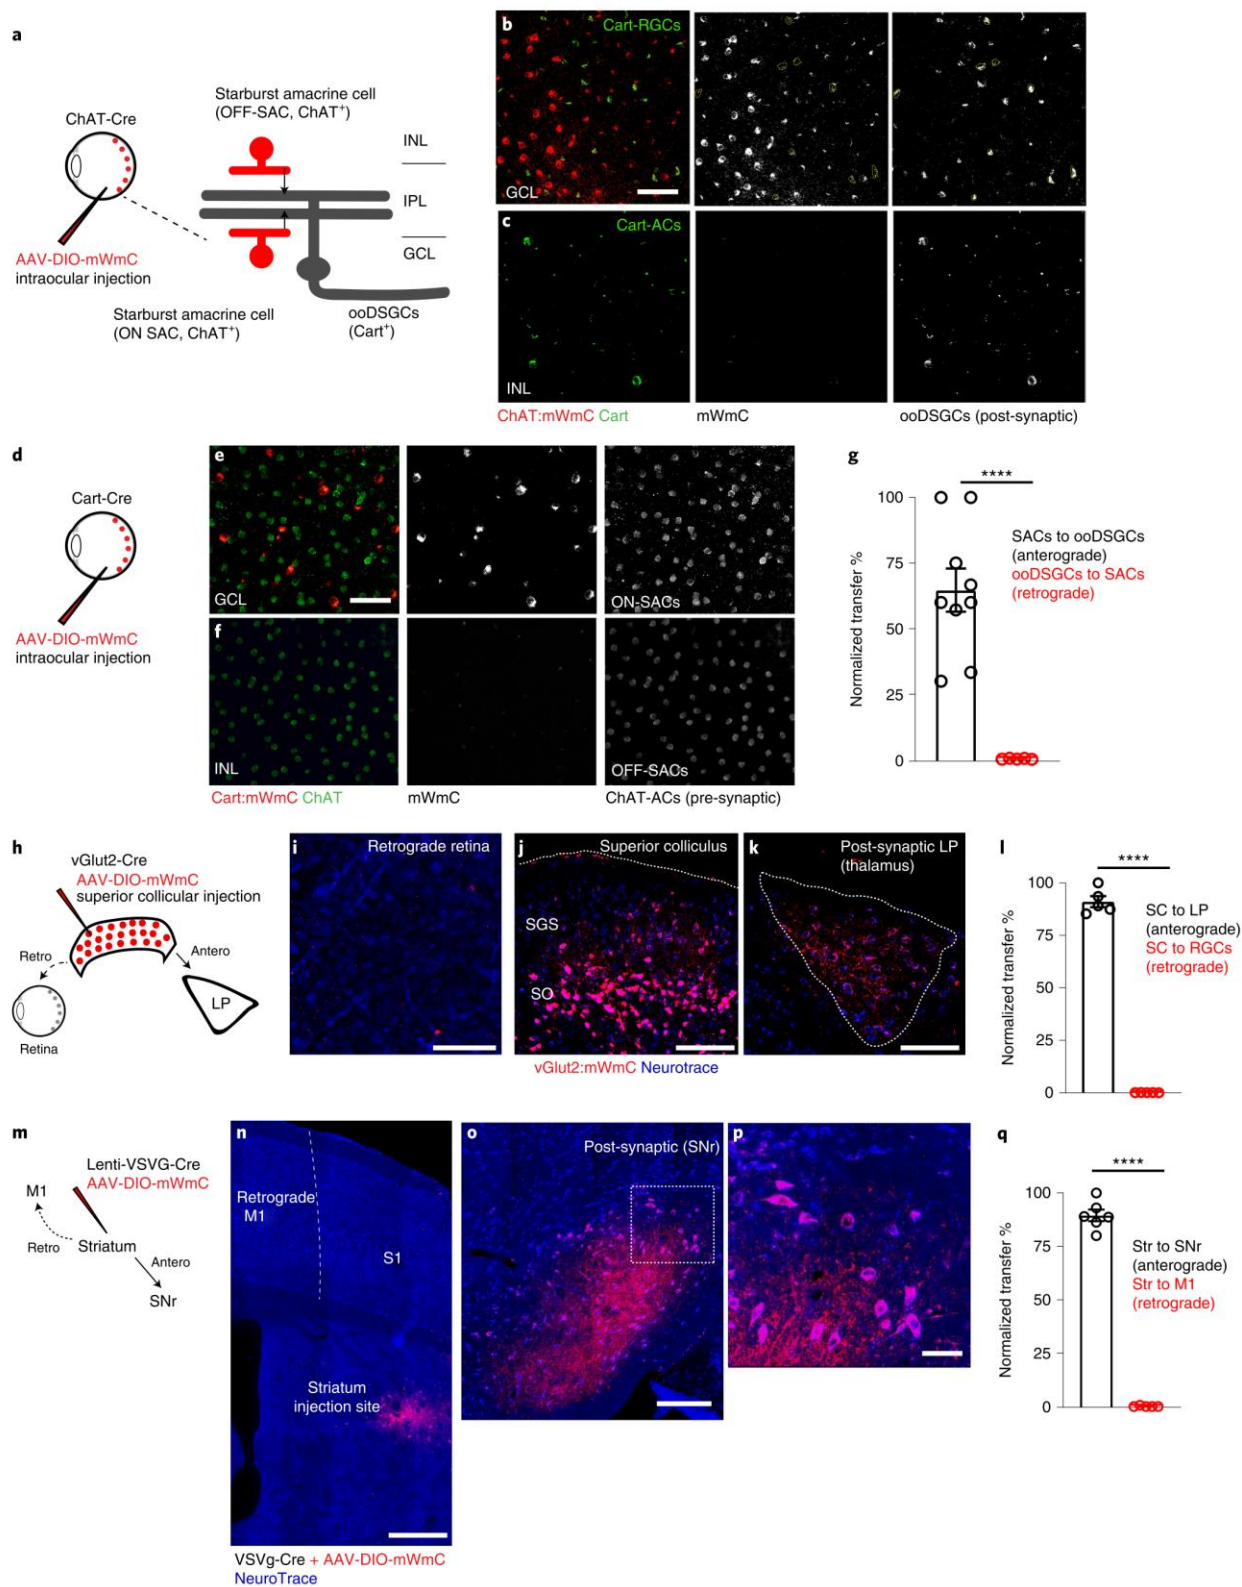 a
ChAT-Cre
AAV-DIO-mWmC
intraocular injection
Starburst amacrine cell
(OFF-SAC, ChAT⁺)
INL
IPL
GCL
Starburst amacrine cell
(ON SAC, ChAT⁺)
ooDSGCs
(Cart⁺)
b
Cart-RGCs
GCL
c
Cart-ACs
INL
ChAT:mWmC Cart
mWmC
ooDSGCs (post-synaptic)
d
Cart-Cre
AAV-DIO-mWmC
intraocular injection
e
GCL
ON-SACs
f
INL
OFF-SACs
Cart:mWmC ChAT
mWmC
ChAT-ACs (pre-synaptic)
g
****
Normalized transfer %
100
75
50
25
0
SACs to ooDSGCs
(anterograde)
ooDSGCs to SACs
(retrograde)
h
vGlut2-Cre
AAV-DIO-mWmC
superior collicular injection
Retro
Antero
LP
Retina
i
Retrograde retina
j
Superior colliculus
SGS
SO
k
Post-synaptic LP
(thalamus)
vGlut2:mWmC Neurotrace
l
****
Normalized transfer %
100
75
50
25
0
SC to LP
(anterograde)
SC to RGCs
(retrograde)
m
Lenti-VSVG-Cre
AAV-DIO-mWmC
M1
Retro
Striatum
Antero
SNr
n
Retrograde
M1
S1
Striatum
injection site
VSVg-Cre + AAV-DIO-mWmC
NeuroTrace
o
Post-synaptic (SNr)
p
q
****
Normalized transfer %
100
75
50
25
0
Str to SNr
(anterograde)
Str to M1
(retrograde)